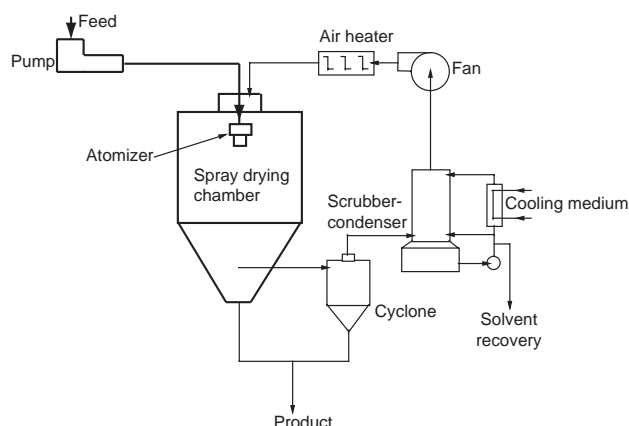 Feed
Pump
Air heater
Fan
Atomizer
Spray drying
chamber
Scrubber-
condenser
Cooling medium
Cyclone
Solvent
recovery
Product